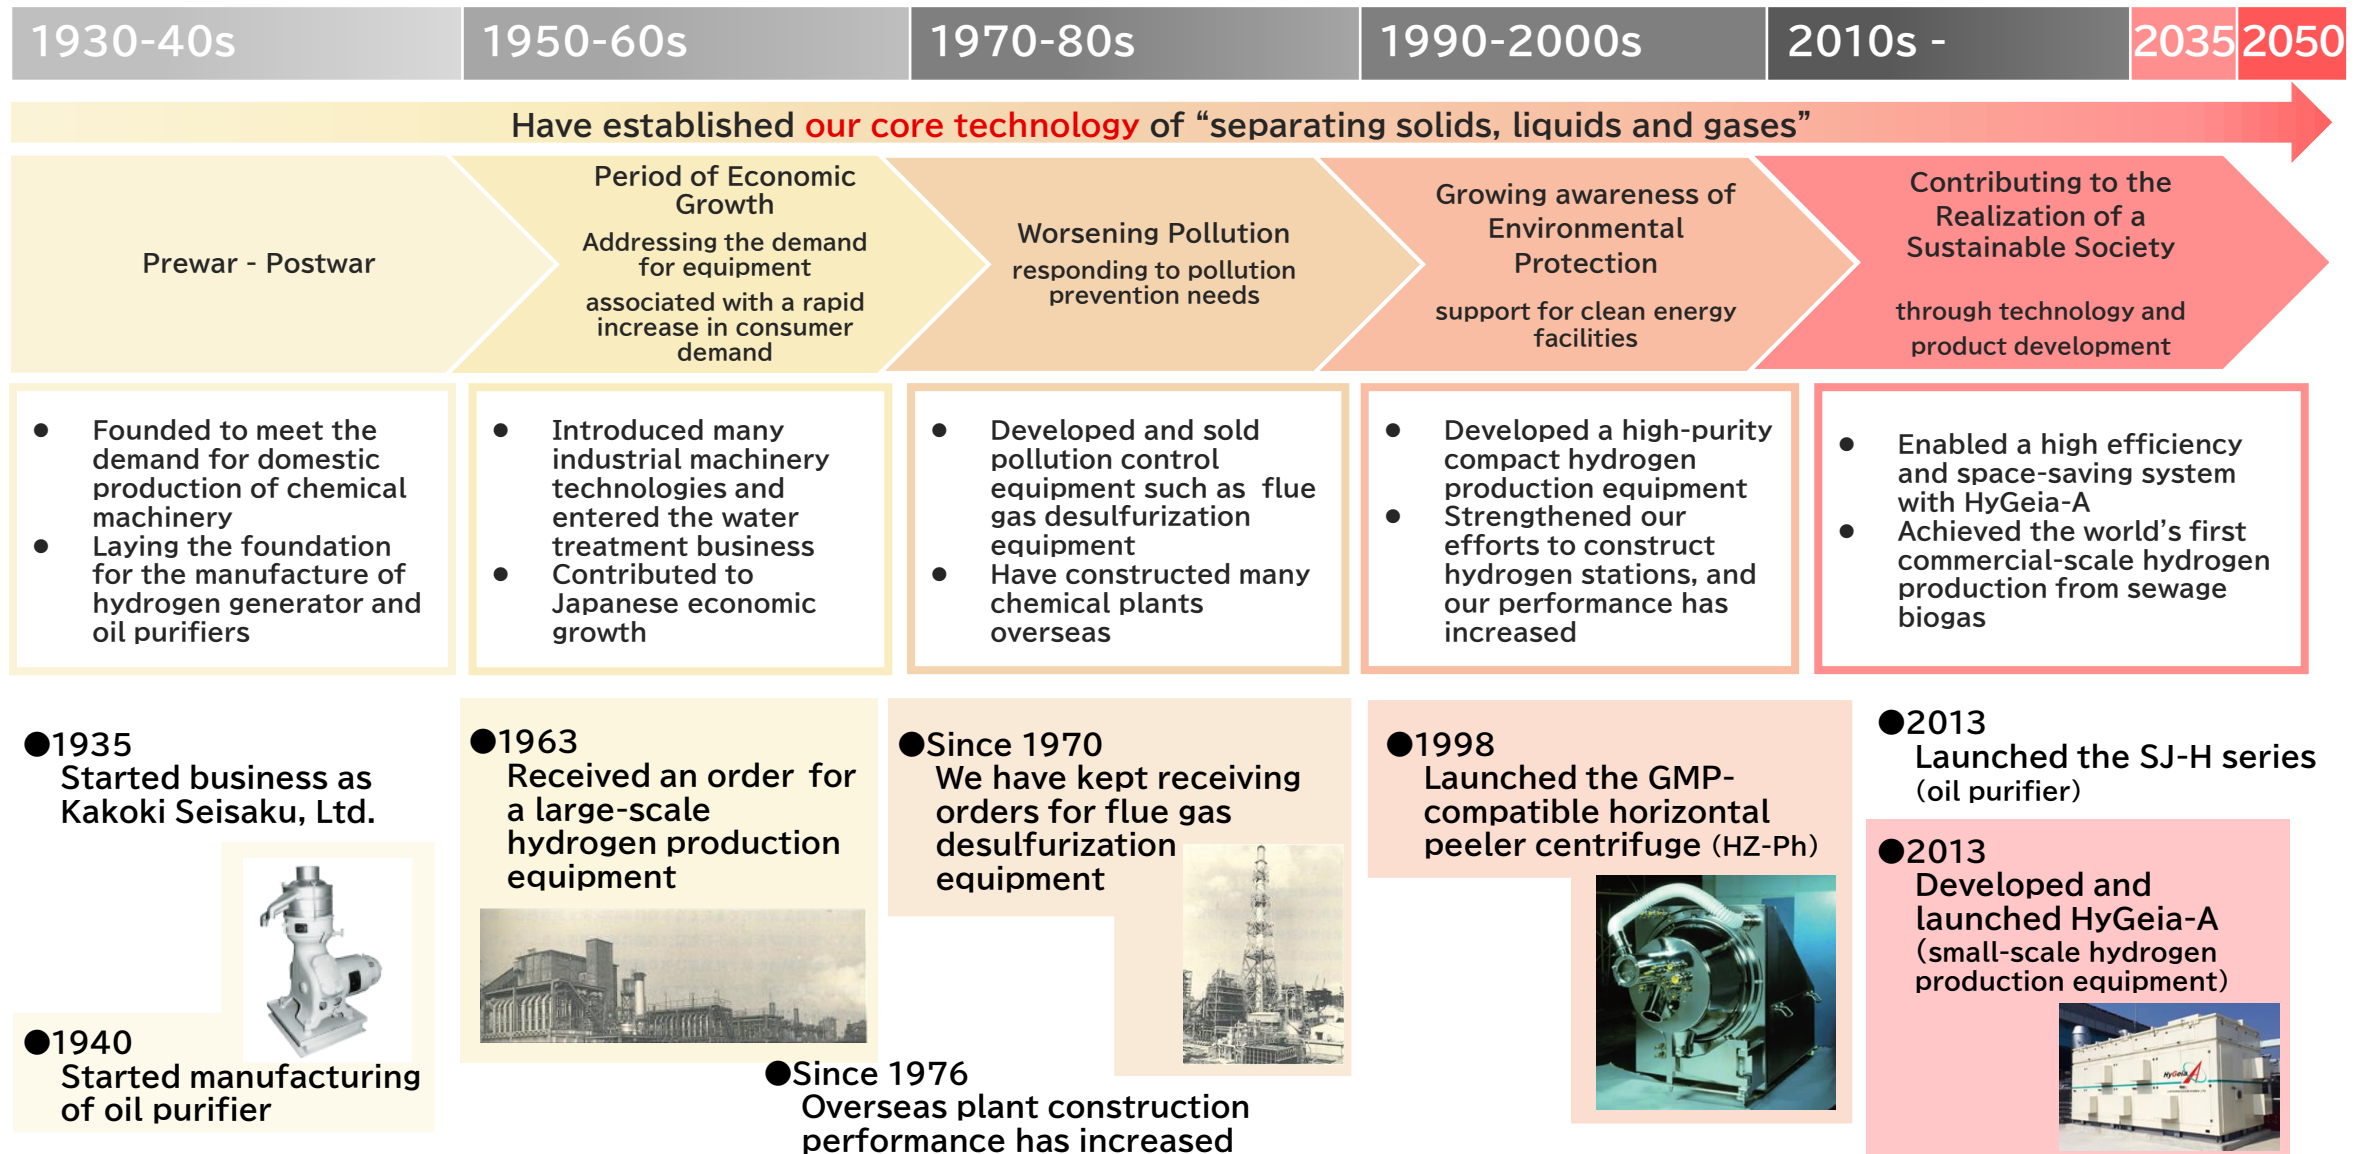 1930-40s
1950-60s
1970-80s
1990-2000s
2010s -
2035
2050
Have established our core technology of “separating solids, liquids and gases”
Prewar - Postwar
Period of Economic
Growth
Addressing the demand
for equipment
associated with a rapid
increase in consumer
demand
Worsening Pollution
responding to pollution
prevention needs
Growing awareness of
Environmental
Protection
support for clean energy
facilities
Contributing to the
Realization of a
Sustainable Society
through technology and
product development
● Founded to meet the
demand for domestic
production of chemical
machinery
● Laying the foundation
for the manufacture of
hydrogen generator and
oil purifiers
● Introduced many
industrial machinery
technologies and
entered the water
treatment business
● Contributed to
Japanese economic
growth
● Developed and sold
pollution control
equipment such as flue
gas desulfurization
equipment
● Have constructed many
chemical plants
overseas
● Developed a high-purity
compact hydrogen
production equipment
● Strengthened our
efforts to construct
hydrogen stations, and
our performance has
increased
● Enabled a high efficiency
and space-saving system
with HyGeia-A
● Achieved the world’s first
commercial-scale hydrogen
production from sewage
biogas
●1935
Started business as
Kakoki Seisaku, Ltd.
●1940
Started manufacturing
of oil purifier
●1963
Received an order for
a large-scale
hydrogen production
equipment
●Since 1970
We have kept receiving
orders for flue gas
desulfurization
equipment
●Since 1976
Overseas plant construction
performance has increased
●1998
Launched the GMP-
compatible horizontal
peeler centrifuge (HZ-Ph)
●2013
Launched the SJ-H series
(oil purifier)
●2013
Developed and
launched HyGeia-A
(small-scale hydrogen
production equipment)
HyGeia A